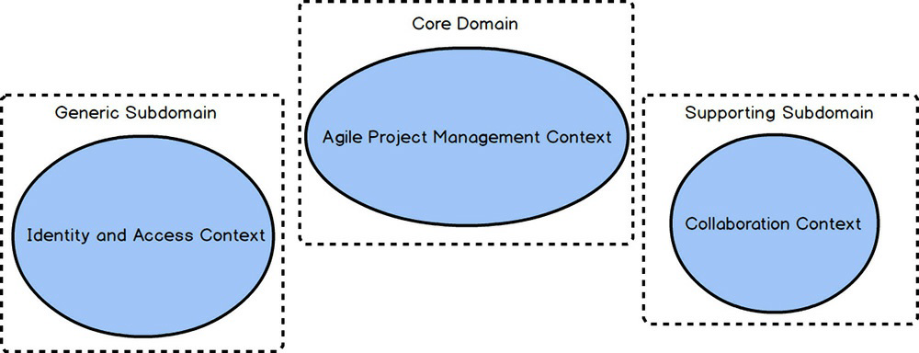 Core Domain
Agile Project Management Context
Generic Subdomain
Identity and Access Context
Supporting Subdomain
Collaboration Context